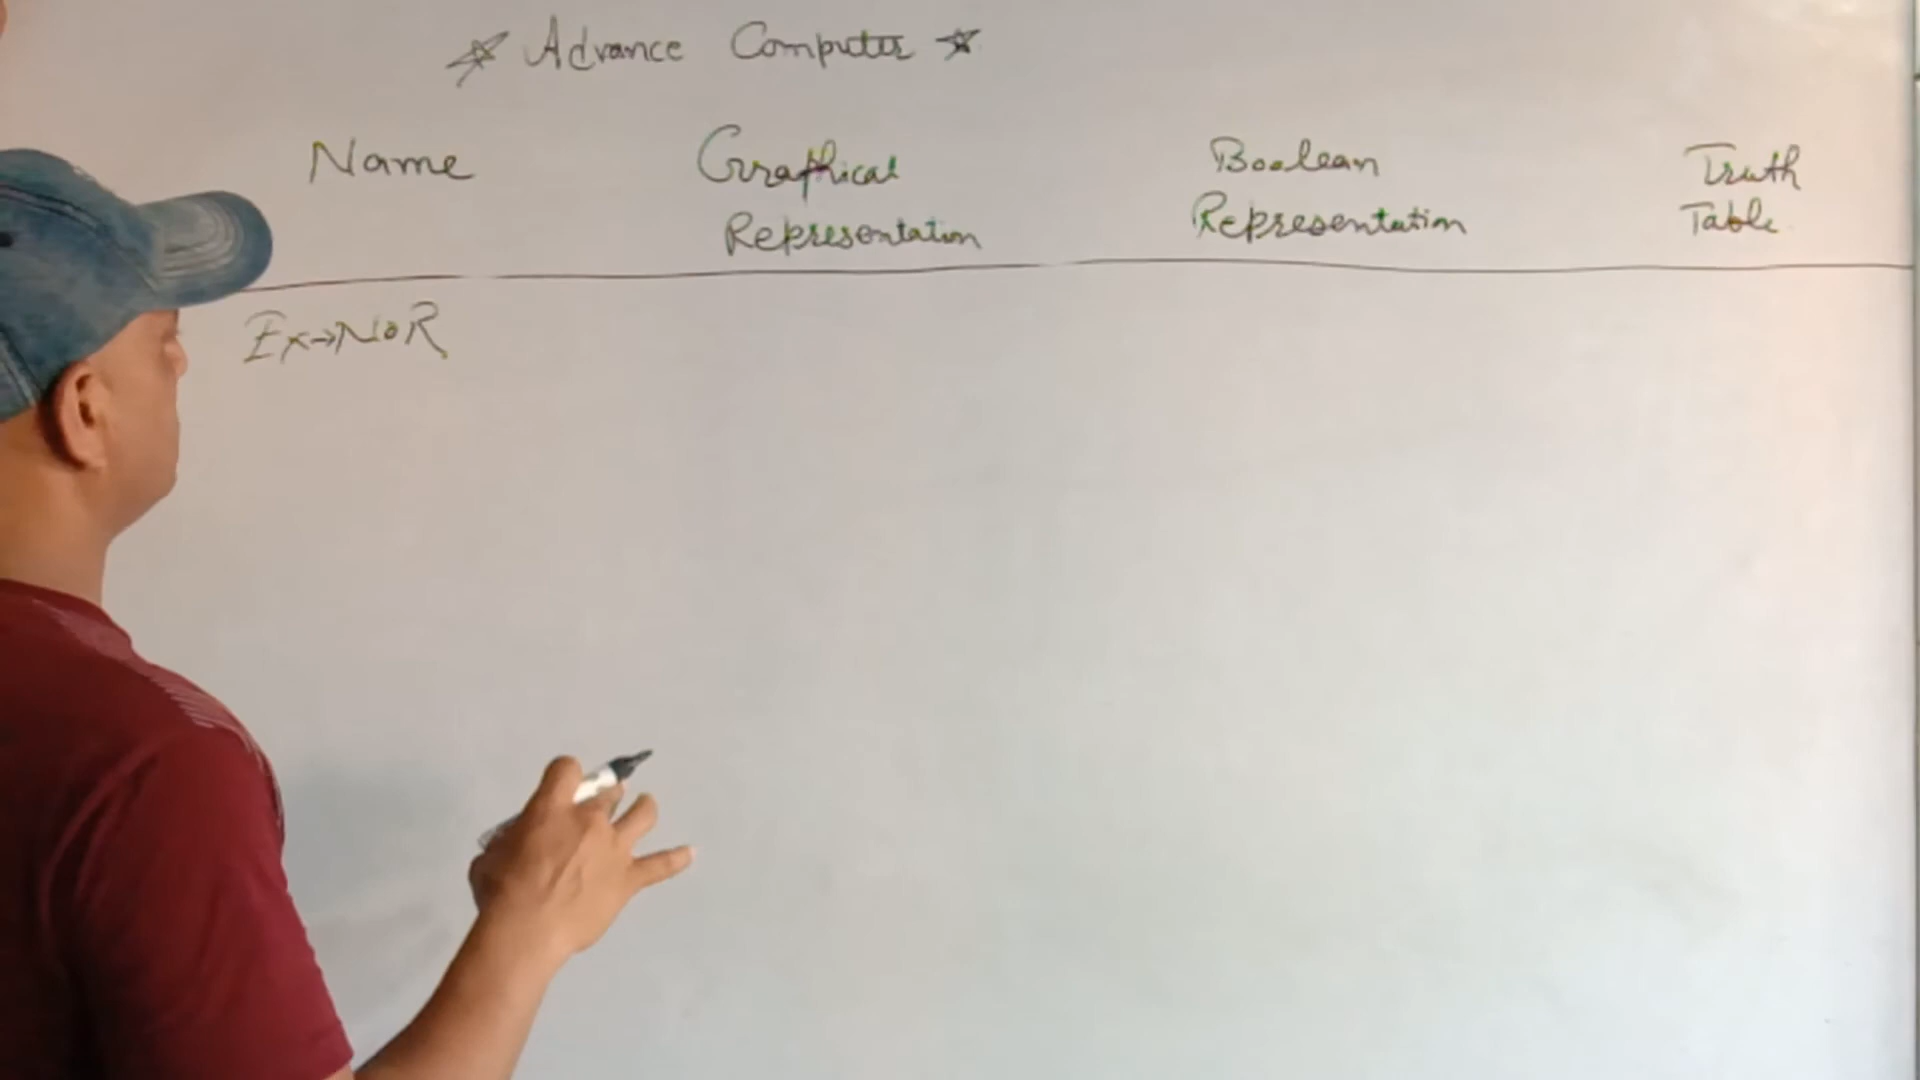 ☆ Advance Computer ☆
Name Graphical Representation Boolean Representation Truth Table
Ex→NOR